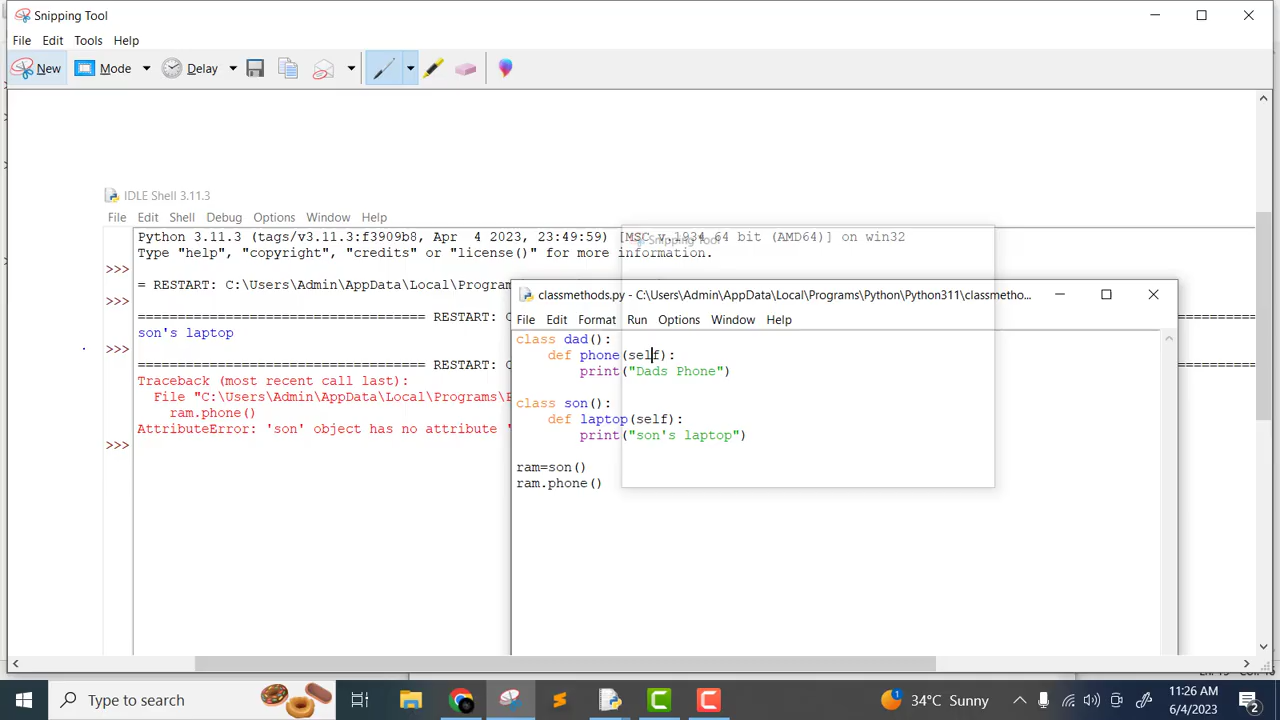 Snipping Tool
File Edit Tools Help
New Mode Delay
IDLE Shell 3.11.3
File Edit Shell Debug Options Window Help
Python 3.11.3 (tags/v3.11.3:f3909b8, Apr  4 2023, 23:49:59) [MSC v.1934 64 bit (AMD64)] on win32
Type "help", "copyright", "credits" or "license()" for more information.
Snipping Tool
>>>
= RESTART: C:\Users\Admin\AppData\Local\Program
>>>
=================================== RESTART: C
son's laptop
>>>
=================================== RESTART: C
Traceback (most recent call last):
File "C:\Users\Admin\AppData\Local\Programs\P
ram.phone()
AttributeError: 'son' object has no attribute '
>>>
classmethods.py - C:\Users\Admin\AppData\Local\Programs\Python\Python311\classmetho...
File Edit Format Run Options Window Help
class dad():
    def phone(self):
        print("Dads Phone")
class son():
    def laptop(self):
        print("son's laptop")
ram=son()
ram.phone()
Type to search
34°C Sunny
11:26 AM
6/4/2023
2